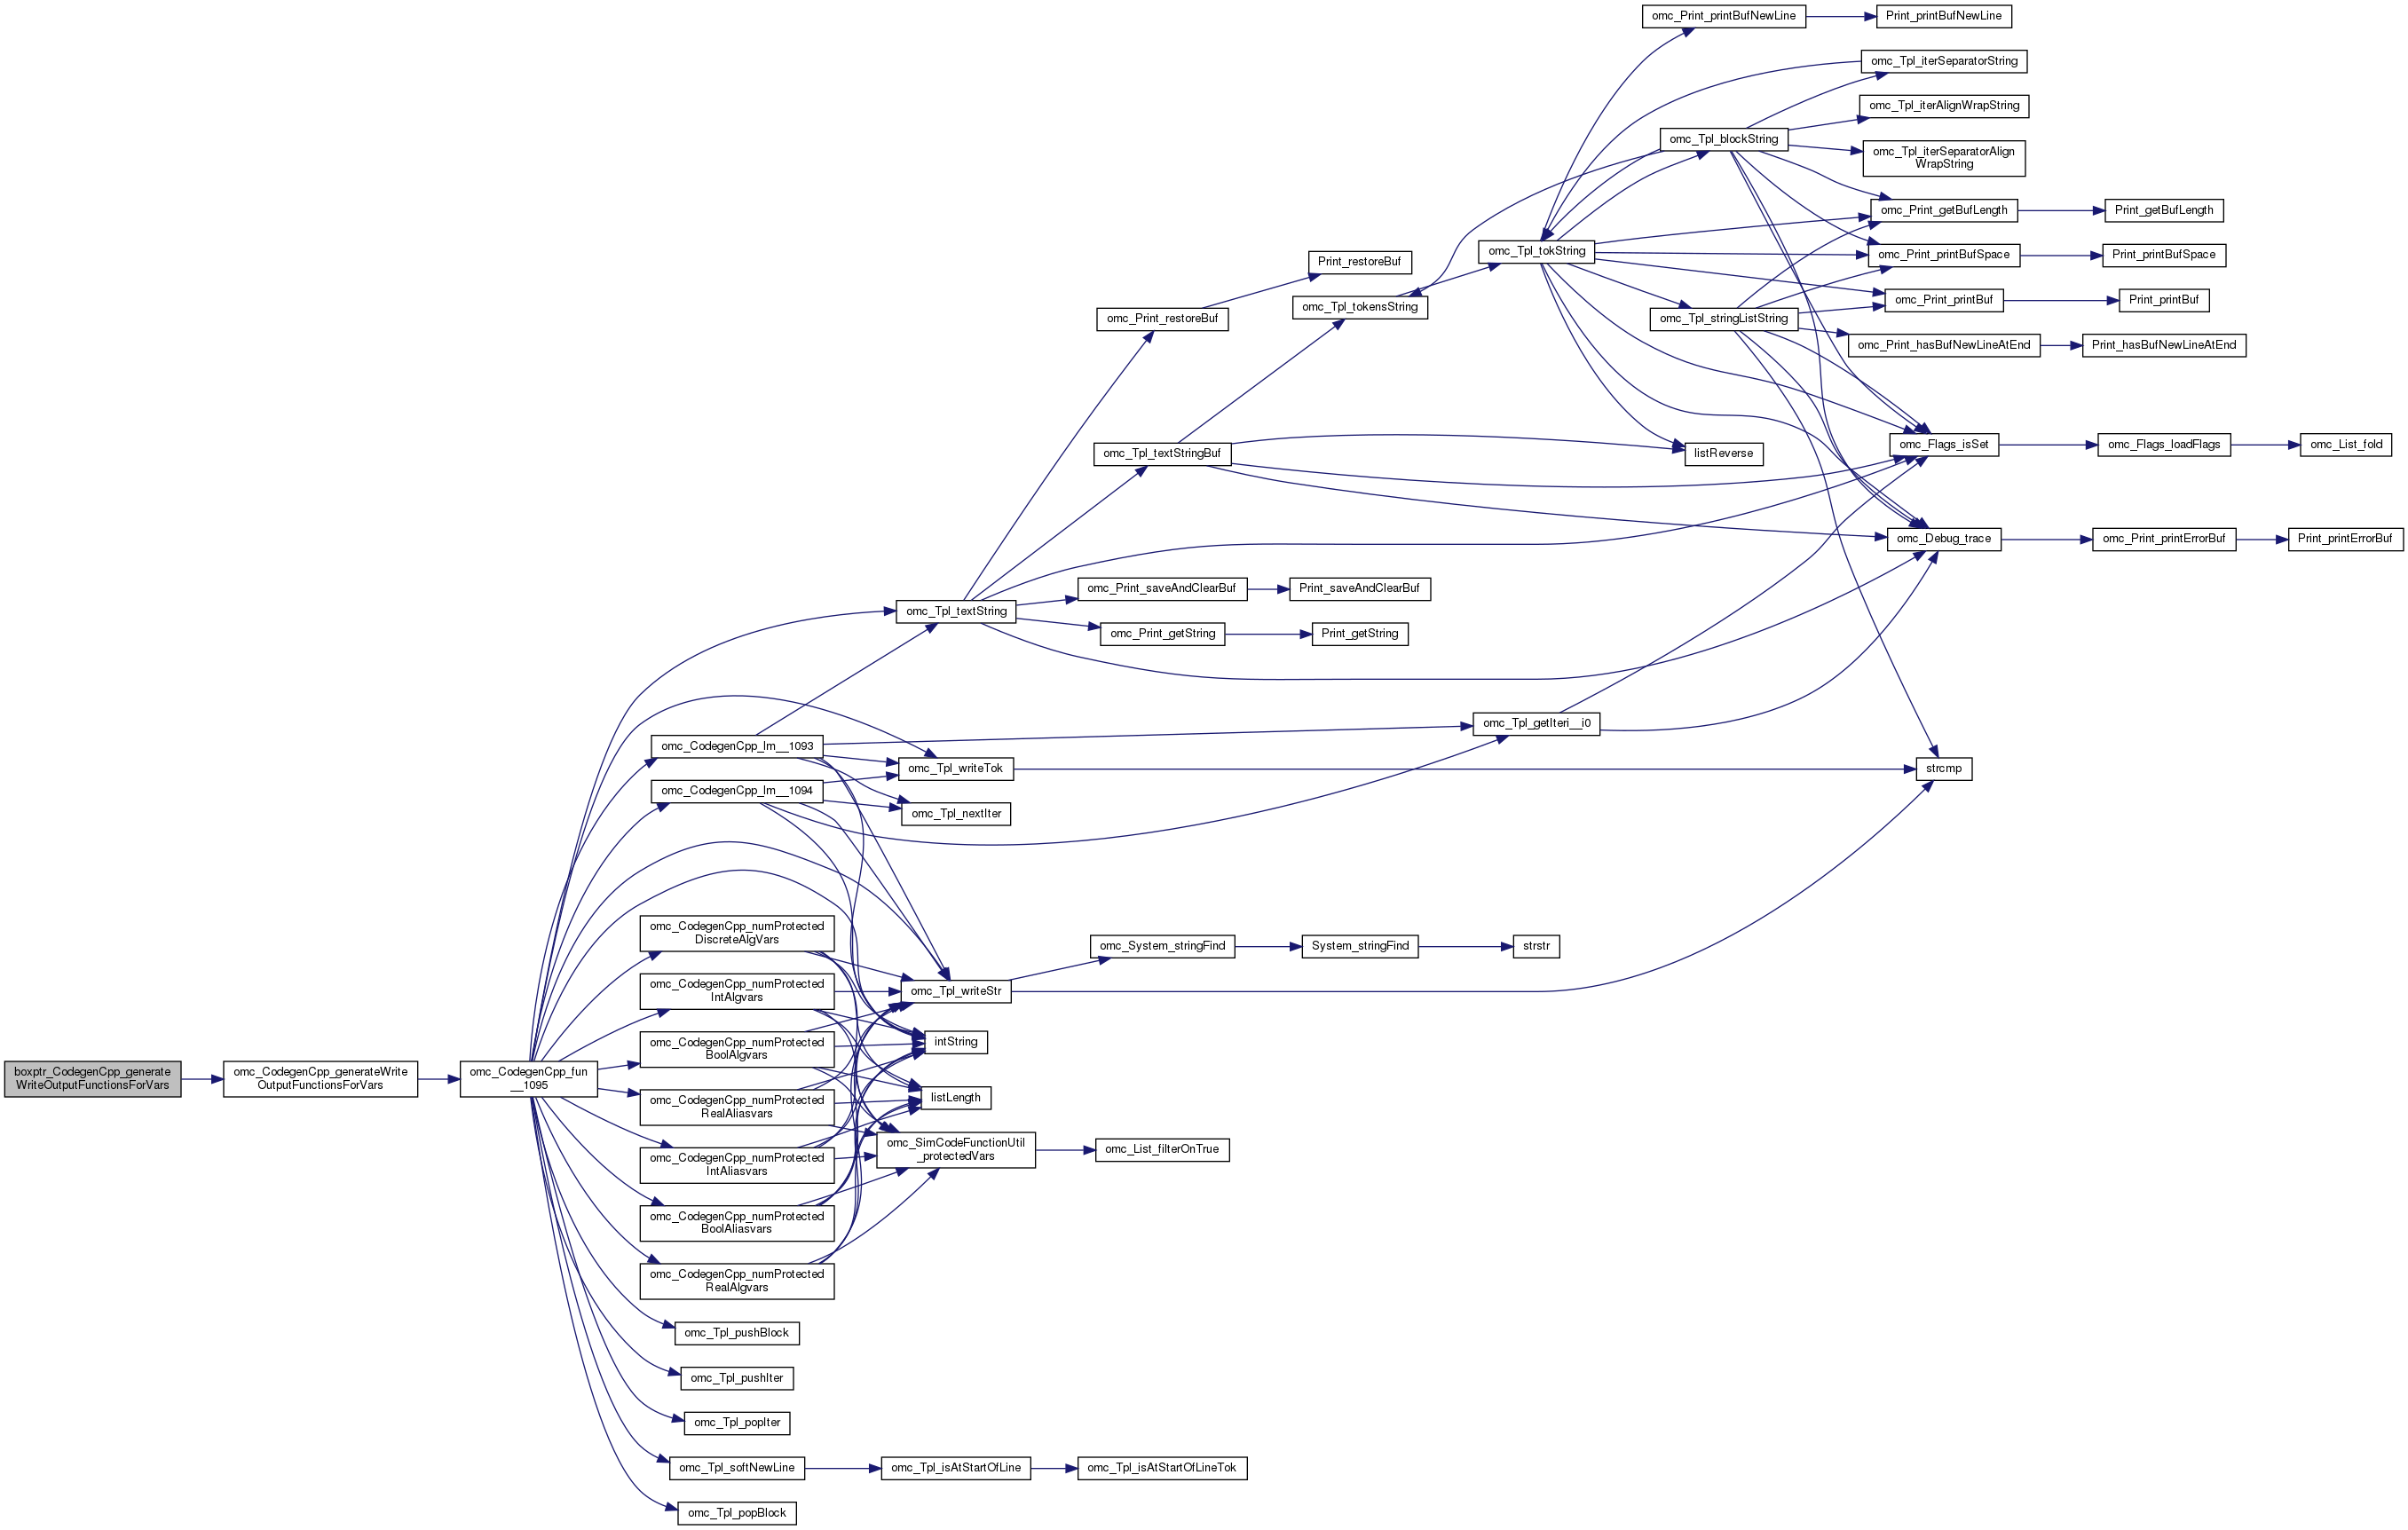 omc_Print_printBufNewLine
Print_printBufNewLine
omc_Tpl_iterSeparatorString
omc_Tpl_iterAlignWrapString
omc_Tpl_blockString
omc_Tpl_iterSeparatorAlign
WrapString
omc_Print_getBufLength
Print_getBufLength
omc_Tpl_tokString
omc_Print_printBufSpace
Print_printBufSpace
Print_restoreBuf
omc_Tpl_tokensString
omc_Print_printBuf
Print_printBuf
omc_Print_restoreBuf
omc_Tpl_stringListString
omc_Print_hasBufNewLineAtEnd
Print_hasBufNewLineAtEnd
omc_Tpl_textStringBuf
listReverse
omc_Flags_isSet
omc_Flags_loadFlags
omc_List_fold
omc_Debug_trace
omc_Print_printErrorBuf
Print_printErrorBuf
omc_Tpl_textString
omc_Print_saveAndClearBuf
Print_saveAndClearBuf
omc_Print_getString
Print_getString
omc_CodegenCpp_lm__1093
omc_Tpl_getIteri__i0
omc_Tpl_writeTok
strcmp
omc_CodegenCpp_lm__1094
omc_Tpl_nextIter
omc_CodegenCpp_numProtected
DiscreteAlgVars
omc_System_stringFind
System_stringFind
strstr
omc_CodegenCpp_numProtected
IntAlgvars
omc_Tpl_writeStr
omc_CodegenCpp_numProtected
BoolAlgvars
intString
boxptr_CodegenCpp_generate
WriteOutputFunctionsForVars
omc_CodegenCpp_generateWrite
OutputFunctionsForVars
omc_CodegenCpp_fun
__1095
omc_CodegenCpp_numProtected
RealAliasvars
listLength
omc_CodegenCpp_numProtected
IntAliasvars
omc_SimCodeFunctionUtil
_protectedVars
omc_List_filterOnTrue
omc_CodegenCpp_numProtected
BoolAliasvars
omc_CodegenCpp_numProtected
RealAlgvars
omc_Tpl_pushBlock
omc_Tpl_pushIter
omc_Tpl_popIter
omc_Tpl_softNewLine
omc_Tpl_isAtStartOfLine
omc_Tpl_isAtStartOfLineTok
omc_Tpl_popBlock